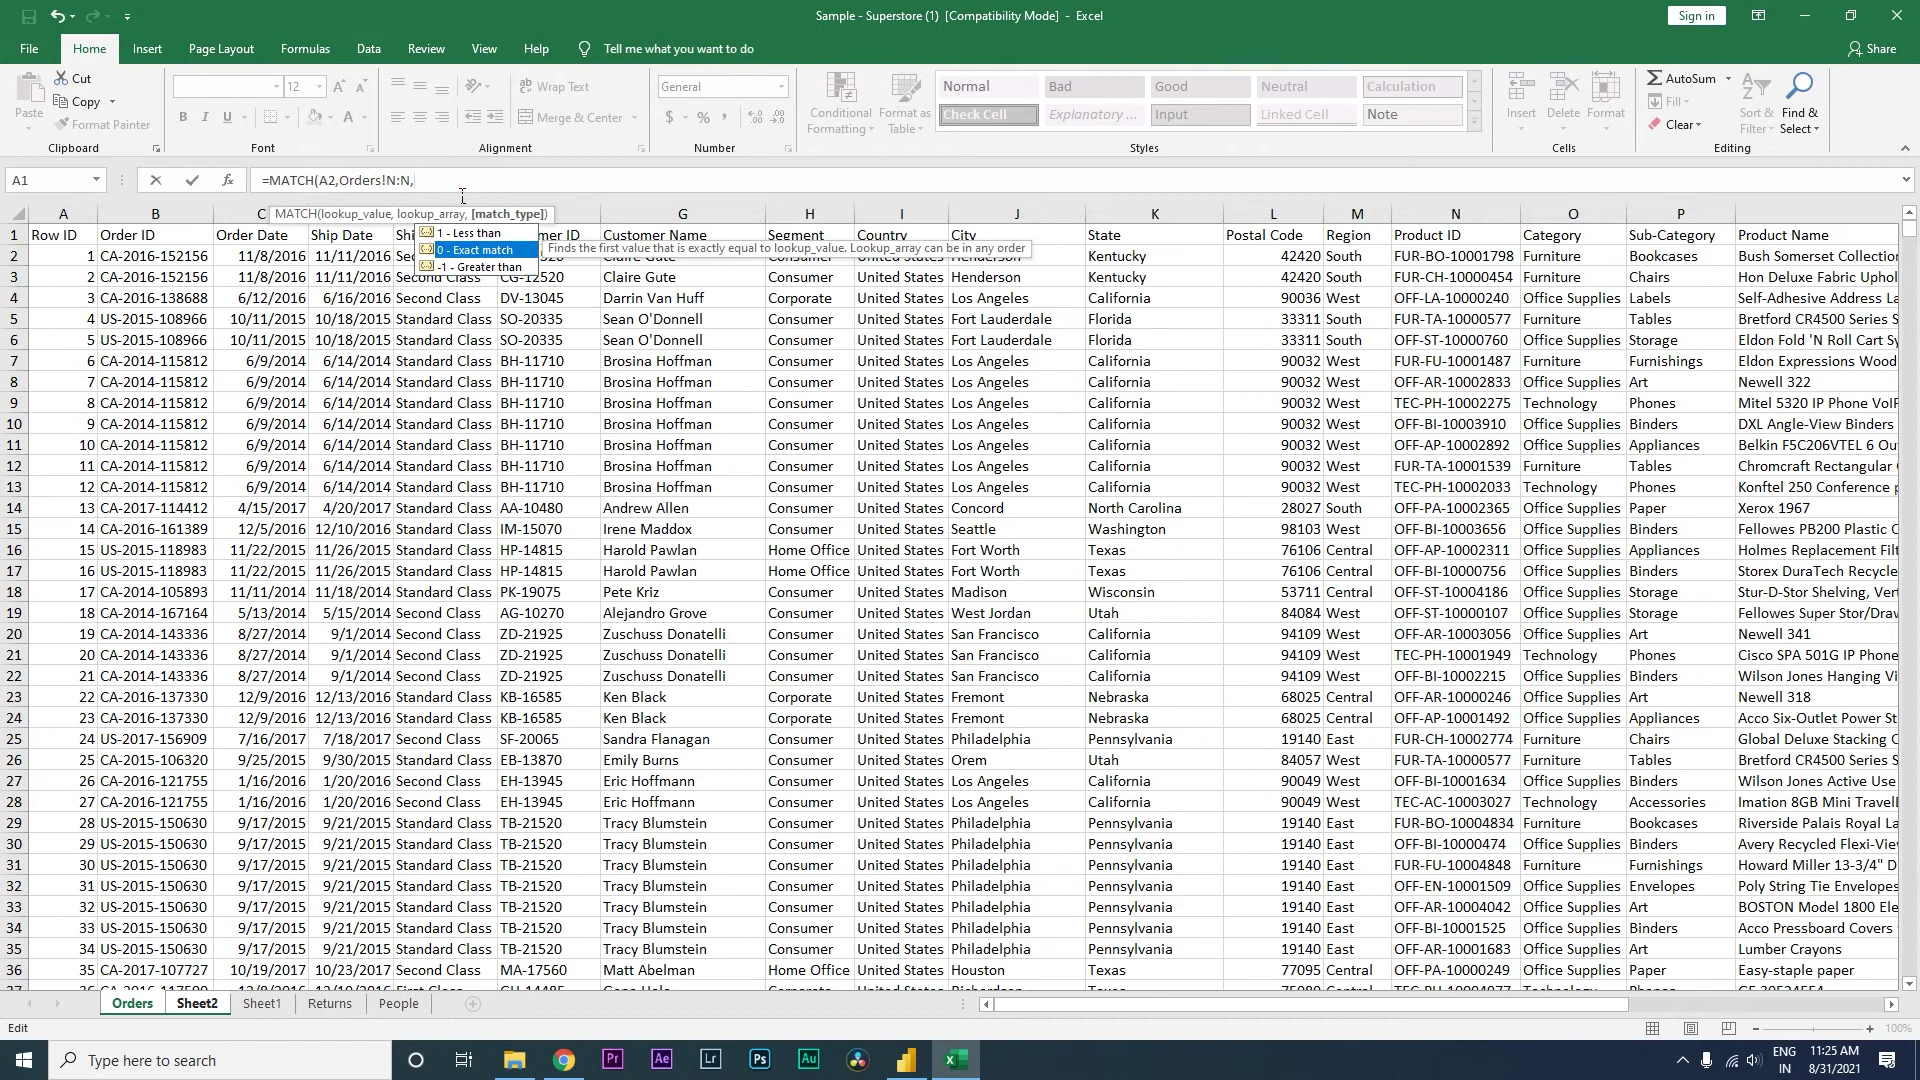 Sample - Superstore (1) [Compatibility Mode] - Excel
Sign in
File Home Insert Page Layout Formulas Data Review View Help Tell me what you want to do Share
Paste
Cut
Copy
Format Painter
Clipboard
12
Font
Wrap Text
Merge & Center
Alignment
General
Number
Conditional Formatting
Format as Table
Normal Bad Good Neutral Calculation
Check Cell Explanatory ... Input Linked Cell Note
Styles
Insert Delete Format
Cells
AutoSum
Fill
Clear
Sort & Filter
Find & Select
Editing
A1 =MATCH(A2,Orders!N:N,
MATCH(lookup_value, lookup_array, [match_type])
1 - Less than
0 - Exact match
-1 - Greater than
Finds the first value that is exactly equal to lookup_value. Lookup_array can be in any order
A B C G H I J K L M N O P
1 Row ID Order ID Order Date Ship Date Customer Name Segment Country City State Postal Code Region Product ID Category Sub-Category Product Name
2 1 CA-2016-152156 11/8/2016 11/11/2016 Claire Gute Consumer United States Henderson Kentucky 42420 South FUR-BO-10001798 Furniture Bookcases Bush Somerset Collection
3 2 CA-2016-152156 11/8/2016 11/11/2016 Second Class CG-12520 Claire Gute Consumer United States Henderson Kentucky 42420 South FUR-CH-10000454 Furniture Chairs Hon Deluxe Fabric Uphol
4 3 CA-2016-138688 6/12/2016 6/16/2016 Second Class DV-13045 Darrin Van Huff Corporate United States Los Angeles California 90036 West OFF-LA-10000240 Office Supplies Labels Self-Adhesive Address La
5 4 US-2015-108966 10/11/2015 10/18/2015 Standard Class SO-20335 Sean O'Donnell Consumer United States Fort Lauderdale Florida 33311 South FUR-TA-10000577 Furniture Tables Bretford CR4500 Series S
6 5 US-2015-108966 10/11/2015 10/18/2015 Standard Class SO-20335 Sean O'Donnell Consumer United States Fort Lauderdale Florida 33311 South OFF-ST-10000760 Office Supplies Storage Eldon Fold 'N Roll Cart Sy
7 6 CA-2014-115812 6/9/2014 6/14/2014 Standard Class BH-11710 Brosina Hoffman Consumer United States Los Angeles California 90032 West FUR-FU-10001487 Furniture Furnishings Eldon Expressions Wood
8 7 CA-2014-115812 6/9/2014 6/14/2014 Standard Class BH-11710 Brosina Hoffman Consumer United States Los Angeles California 90032 West OFF-AR-10002833 Office Supplies Art Newell 322
9 8 CA-2014-115812 6/9/2014 6/14/2014 Standard Class BH-11710 Brosina Hoffman Consumer United States Los Angeles California 90032 West TEC-PH-10002275 Technology Phones Mitel 5320 IP Phone VoIP
10 9 CA-2014-115812 6/9/2014 6/14/2014 Standard Class BH-11710 Brosina Hoffman Consumer United States Los Angeles California 90032 West OFF-BI-10003910 Office Supplies Binders DXL Angle-View Binders
11 10 CA-2014-115812 6/9/2014 6/14/2014 Standard Class BH-11710 Brosina Hoffman Consumer United States Los Angeles California 90032 West OFF-AP-10002892 Office Supplies Appliances Belkin F5C206VTEL 6 Ou
12 11 CA-2014-115812 6/9/2014 6/14/2014 Standard Class BH-11710 Brosina Hoffman Consumer United States Los Angeles California 90032 West FUR-TA-10001539 Furniture Tables Chromcraft Rectangular
13 12 CA-2014-115812 6/9/2014 6/14/2014 Standard Class BH-11710 Brosina Hoffman Consumer United States Los Angeles California 90032 West TEC-PH-10002033 Technology Phones Konftel 250 Conference p
14 13 CA-2017-114412 4/15/2017 4/20/2017 Standard Class AA-10480 Andrew Allen Consumer United States Concord North Carolina 28027 South OFF-PA-10002365 Office Supplies Paper Xerox 1967
15 14 CA-2016-161389 12/5/2016 12/10/2016 Standard Class IM-15070 Irene Maddox Consumer United States Seattle Washington 98103 West OFF-BI-10003656 Office Supplies Binders Fellowes PB200 Plastic C
16 15 US-2015-118983 11/22/2015 11/26/2015 Standard Class HP-14815 Harold Pawlan Home Office United States Fort Worth Texas 76106 Central OFF-AP-10002311 Office Supplies Appliances Holmes Replacement Filt
17 16 US-2015-118983 11/22/2015 11/26/2015 Standard Class HP-14815 Harold Pawlan Home Office United States Fort Worth Texas 76106 Central OFF-BI-10000756 Office Supplies Binders Storex DuraTech Recycle
18 17 CA-2014-105893 11/11/2014 11/18/2014 Standard Class PK-19075 Pete Kriz Consumer United States Madison Wisconsin 53711 Central OFF-ST-10004186 Office Supplies Storage Stur-D-Stor Shelving, Vert
19 18 CA-2014-167164 5/13/2014 5/15/2014 Second Class AG-10270 Alejandro Grove Consumer United States West Jordan Utah 84084 West OFF-ST-10000107 Office Supplies Storage Fellowes Super Stor/Draw
20 19 CA-2014-143336 8/27/2014 9/1/2014 Second Class ZD-21925 Zuschuss Donatelli Consumer United States San Francisco California 94109 West OFF-AR-10003056 Office Supplies Art Newell 341
21 20 CA-2014-143336 8/27/2014 9/1/2014 Second Class ZD-21925 Zuschuss Donatelli Consumer United States San Francisco California 94109 West TEC-PH-10001949 Technology Phones Cisco SPA 501G IP Phone
22 21 CA-2014-143336 8/27/2014 9/1/2014 Second Class ZD-21925 Zuschuss Donatelli Consumer United States San Francisco California 94109 West OFF-BI-10002215 Office Supplies Binders Wilson Jones Hanging Vi
23 22 CA-2016-137330 12/9/2016 12/13/2016 Standard Class KB-16585 Ken Black Corporate United States Fremont Nebraska 68025 Central OFF-AR-10000246 Office Supplies Art Newell 318
24 23 CA-2016-137330 12/9/2016 12/13/2016 Standard Class KB-16585 Ken Black Corporate United States Fremont Nebraska 68025 Central OFF-AP-10001492 Office Supplies Appliances Acco Six-Outlet Power St
25 24 US-2017-156909 7/16/2017 7/18/2017 Second Class SF-20065 Sandra Flanagan Consumer United States Philadelphia Pennsylvania 19140 East FUR-CH-10002774 Furniture Chairs Global Deluxe Stacking C
26 25 CA-2015-106320 9/25/2015 9/30/2015 Standard Class EB-13870 Emily Burns Consumer United States Orem Utah 84057 West FUR-TA-10000577 Furniture Tables Bretford CR4500 Series S
27 26 CA-2016-121755 1/16/2016 1/20/2016 Second Class EH-13945 Eric Hoffmann Consumer United States Los Angeles California 90049 West OFF-BI-10001634 Office Supplies Binders Wilson Jones Active Use
28 27 CA-2016-121755 1/16/2016 1/20/2016 Second Class EH-13945 Eric Hoffmann Consumer United States Los Angeles California 90049 West TEC-AC-10003027 Technology Accessories Imation 8GB Mini TravelD
29 28 US-2015-150630 9/17/2015 9/21/2015 Standard Class TB-21520 Tracy Blumstein Consumer United States Philadelphia Pennsylvania 19140 East FUR-BO-10004834 Furniture Bookcases Riverside Palais Royal La
30 29 US-2015-150630 9/17/2015 9/21/2015 Standard Class TB-21520 Tracy Blumstein Consumer United States Philadelphia Pennsylvania 19140 East OFF-BI-10000474 Office Supplies Binders Avery Recycled Flexi-View
31 30 US-2015-150630 9/17/2015 9/21/2015 Standard Class TB-21520 Tracy Blumstein Consumer United States Philadelphia Pennsylvania 19140 East FUR-FU-10004848 Furniture Furnishings Howard Miller 13-3/4" D
32 31 US-2015-150630 9/17/2015 9/21/2015 Standard Class TB-21520 Tracy Blumstein Consumer United States Philadelphia Pennsylvania 19140 East OFF-EN-10001509 Office Supplies Envelopes Poly String Tie Envelopes
33 32 US-2015-150630 9/17/2015 9/21/2015 Standard Class TB-21520 Tracy Blumstein Consumer United States Philadelphia Pennsylvania 19140 East OFF-AR-10004042 Office Supplies Art BOSTON Model 1800 Ele
34 33 US-2015-150630 9/17/2015 9/21/2015 Standard Class TB-21520 Tracy Blumstein Consumer United States Philadelphia Pennsylvania 19140 East OFF-BI-10001525 Office Supplies Binders Acco Pressboard Covers
35 34 US-2015-150630 9/17/2015 9/21/2015 Standard Class TB-21520 Tracy Blumstein Consumer United States Philadelphia Pennsylvania 19140 East OFF-AR-10001683 Office Supplies Art Lumber Crayons
36 35 CA-2017-107727 10/19/2017 10/23/2017 Second Class MA-17560 Matt Abelman Home Office United States Houston Texas 77095 Central OFF-PA-10000249 Office Supplies Paper Easy-staple paper
Orders Sheet2 Sheet1 Returns People
Edit 100%
Type here to search
Pr Ae Lr Ps Au
ENG
IN
11:25 AM
8/31/2021